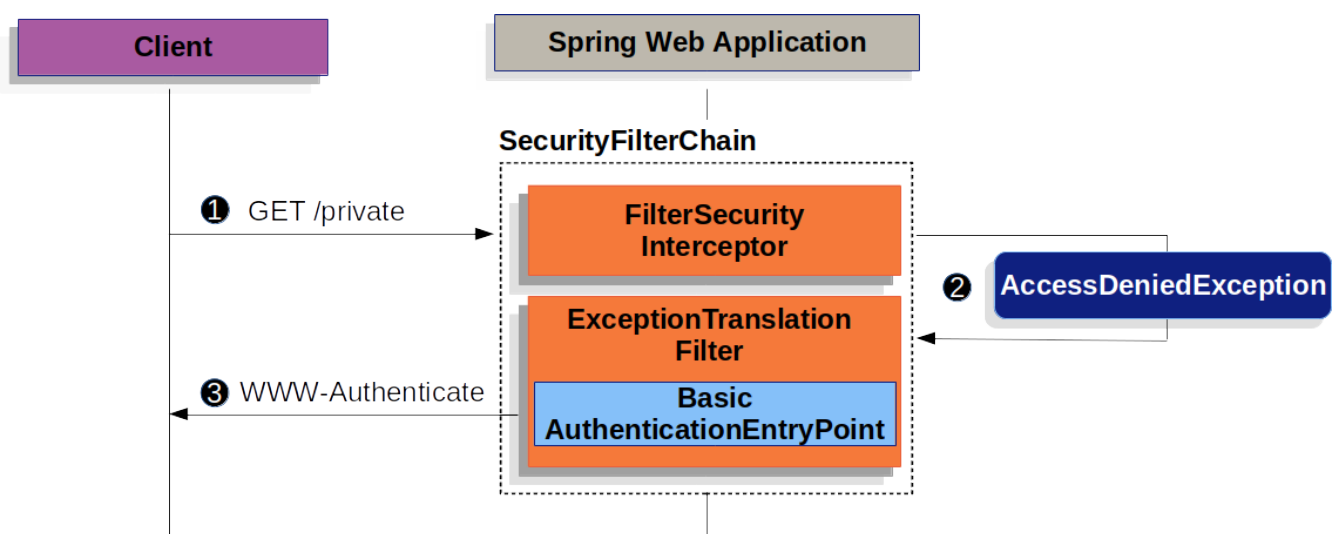 Client
Spring Web Application
SecurityFilterChain
❶ GET /private
FilterSecurity
Interceptor
❷ AccessDeniedException
ExceptionTranslation
Filter
❸ WWW-Authenticate
Basic
AuthenticationEntryPoint